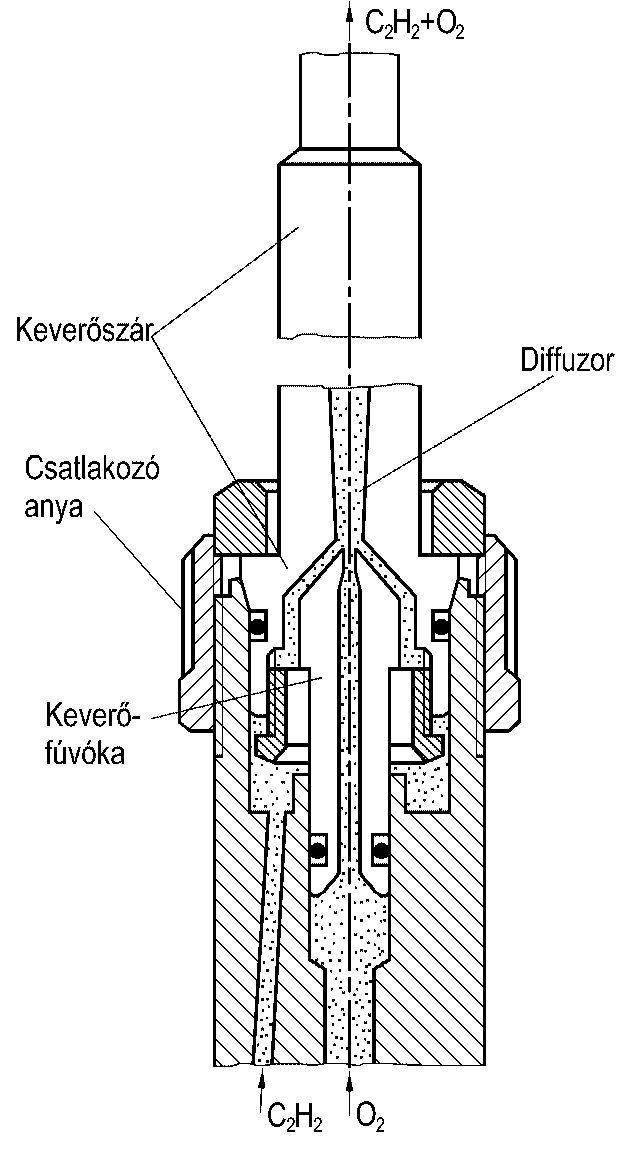 C₂H₂+O₂
Keverőszár
Diffuzor
Csatlakozó
anya
Keverő-
fúvóka
C₂H₂
O₂